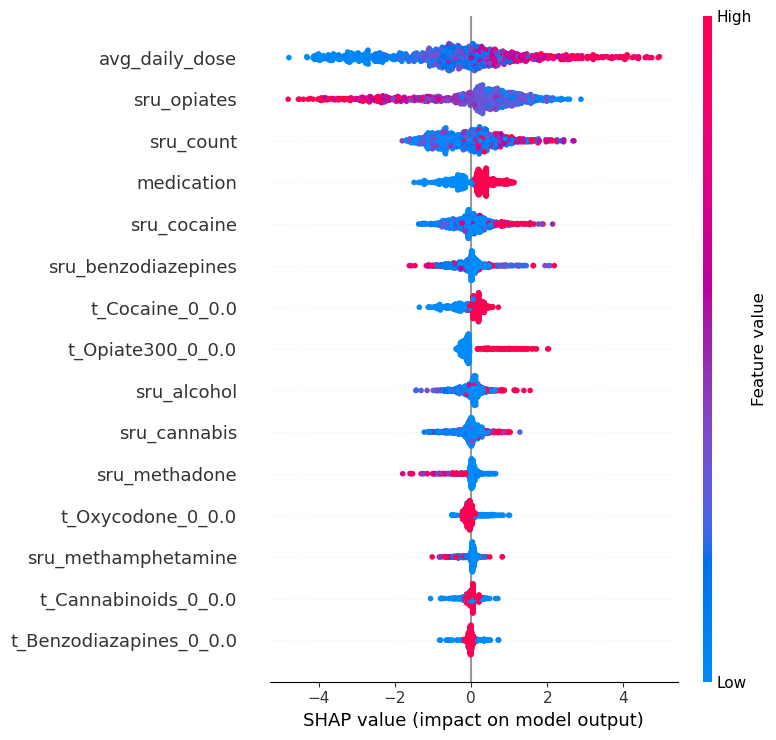 High
avg_daily_dose
sru_opiates
sru_count
medication
sru_cocaine
sru_benzodiazepines
t_Cocaine_0_0.0
t_Opiate300_0_0.0
sru_alcohol
sru_cannabis
sru_methadone
t_Oxycodone_0_0.0
sru_methamphetamine
t_Cannabinoids_0_0.0
t_Benzodiazapines_0_0.0
Feature value
Low
−4 −2 0 2 4
SHAP value (impact on model output)